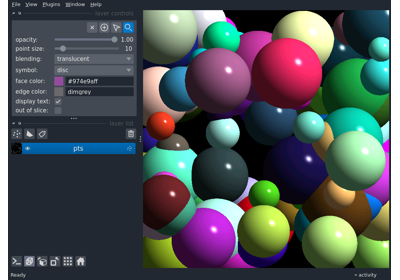 File View Plugins Window Help
layer controls
opacity: 1.00
point size: 10
blending: translucent
symbol: disc
face color: #974e9aff
edge color: dimgrey
display text:
out of slice:
layer list
pts
Ready
activity